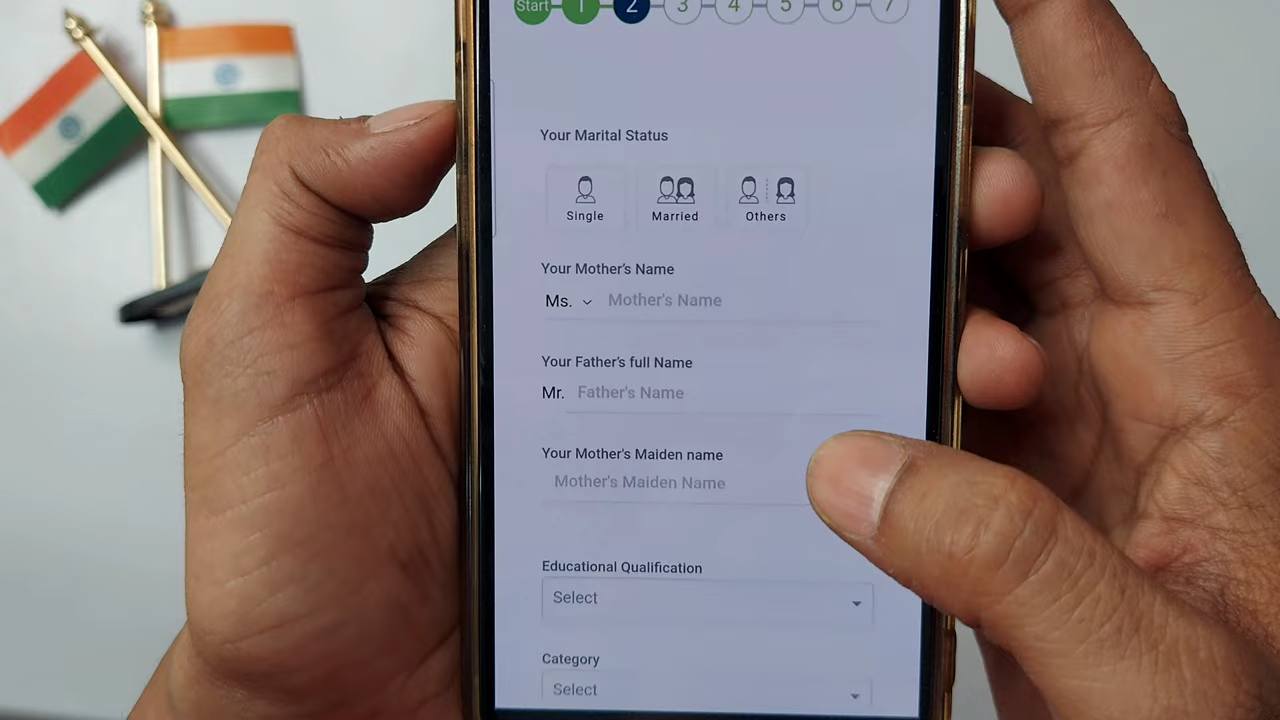 Start 1 2 3 4 5 6 7
Your Marital Status
Single Married Others
Your Mother's Name
Ms. Mother's Name
Your Father's full Name
Mr. Father's Name
Your Mother's Maiden name
Mother's Maiden Name
Educational Qualification
Select
Category
Select